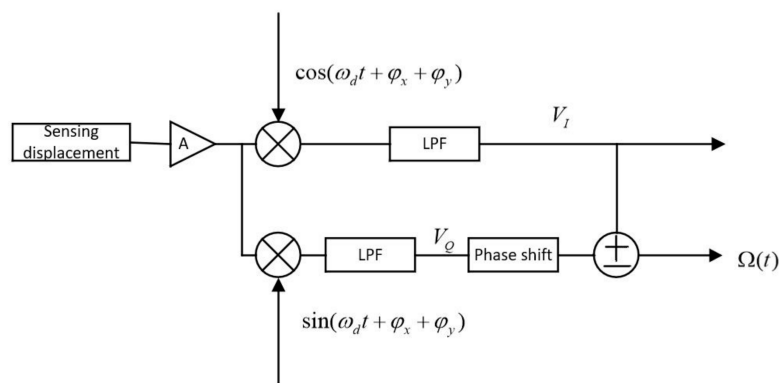 cos(ω_d t + φ_x + φ_y)
V_I
Sensing
displacement
A
LPF
LPF
V_Q
Phase shift
±
Ω(t)
sin(ω_d t + φ_x + φ_y)